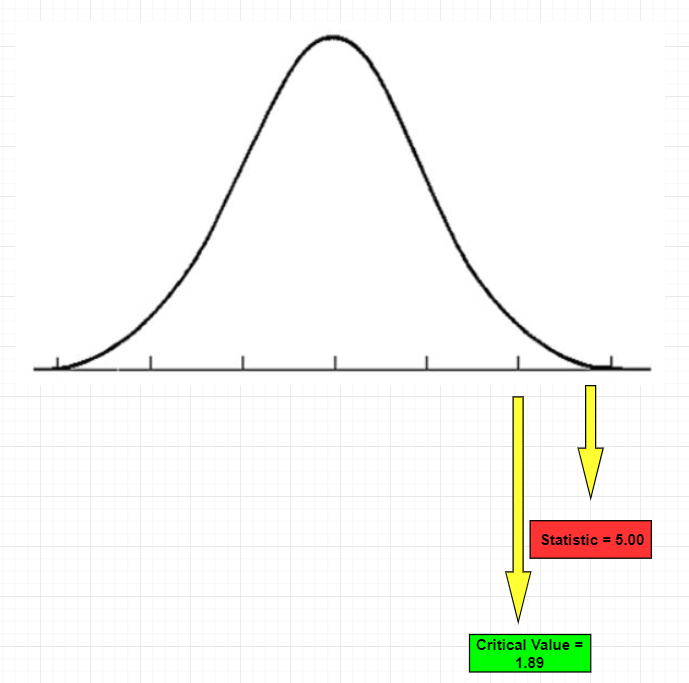 Statistic = 5.00
Critical Value =
1.89